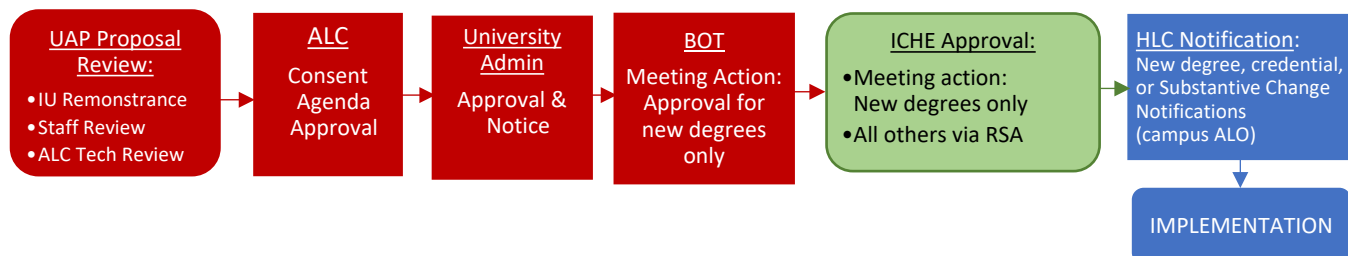 UAP Proposal
Review:
•IU Remonstrance
•Staff Review
•ALC Tech Review
ALC
Consent
Agenda
Approval
University
Admin
Approval &
Notice
BOT
Meeting Action:
Approval for
new degrees
only
ICHE Approval:
•Meeting action:
New degrees only
•All others via RSA
HLC Notification:
New degree, credential,
or Substantive Change
Notifications
(campus ALO)
IMPLEMENTATION